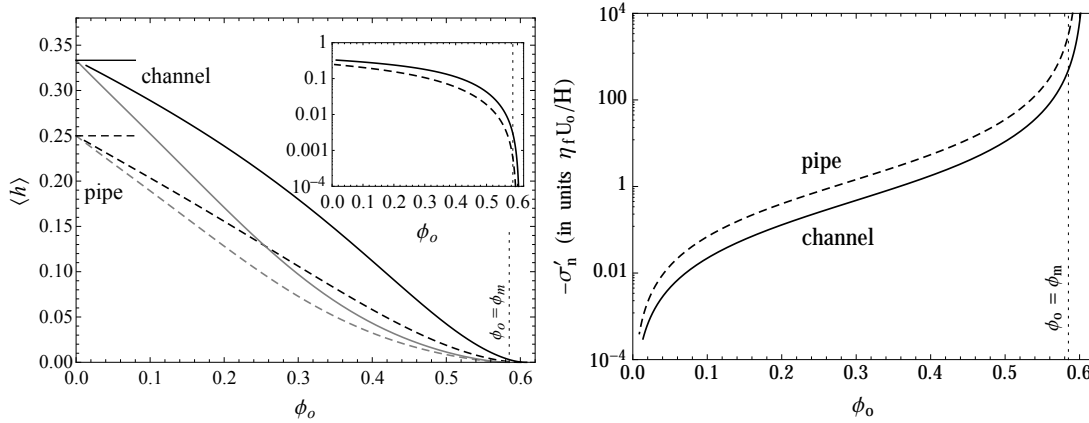 0.35
0.30
0.25
0.20
0.15
0.10
0.05
0.00
⟨h⟩
channel
pipe
0.0 0.1 0.2 0.3 0.4 0.5 0.6
ϕo
1
0.1
0.01
0.001
10−4
0.0 0.1 0.2 0.3 0.4 0.5 0.6
ϕo
ϕo = ϕm
104
100
1
0.01
10−4
−σ′n (in units ηf Uo/H)
pipe
channel
ϕo = ϕm
0.0 0.1 0.2 0.3 0.4 0.5 0.6
ϕo